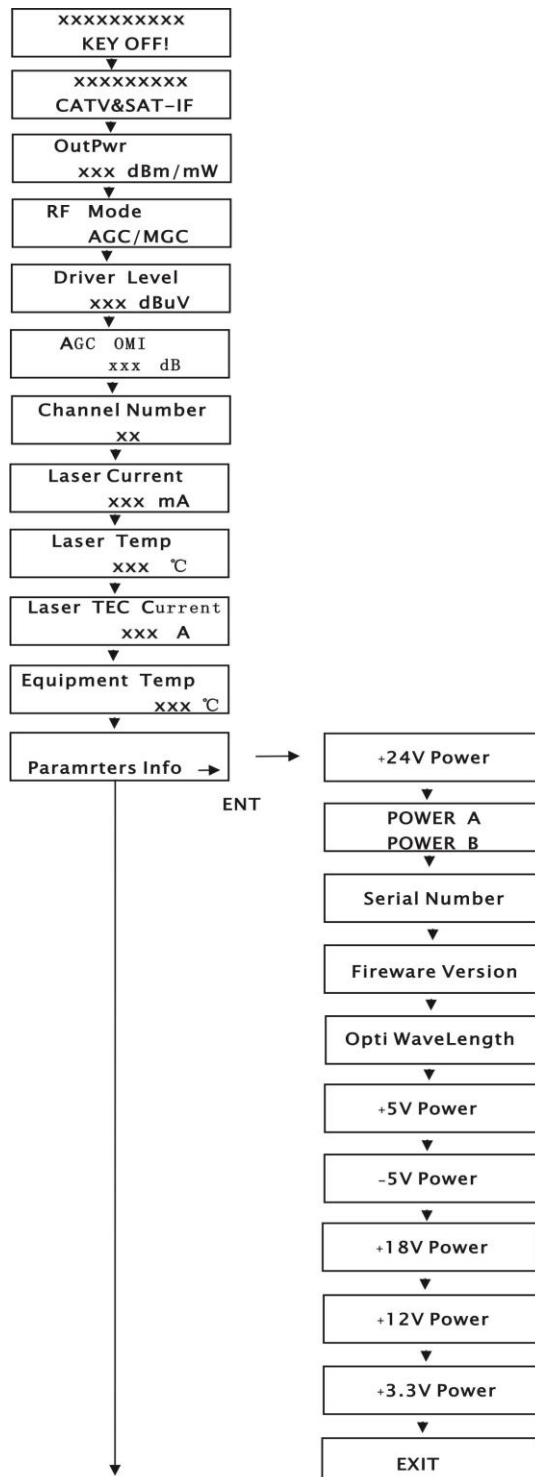 xxxxxxxxxx
KEY OFF!
xxxxxxxxx
CATV&SAT-IF
OutPwr
xxx dBm/mW
RF Mode
AGC/MGC
Driver Level
xxx dBuV
AGC OMI
xxx dB
Channel Number
xx
Laser Current
xxx mA
Laser Temp
xxx ℃
Laser TEC Current
xxx A
Equipment Temp
xxx ℃
Paramrters Info →
ENT
+24V Power
POWER A
POWER B
Serial Number
Fireware Version
Opti WaveLength
+5V Power
-5V Power
+18V Power
+12V Power
+3.3V Power
EXIT